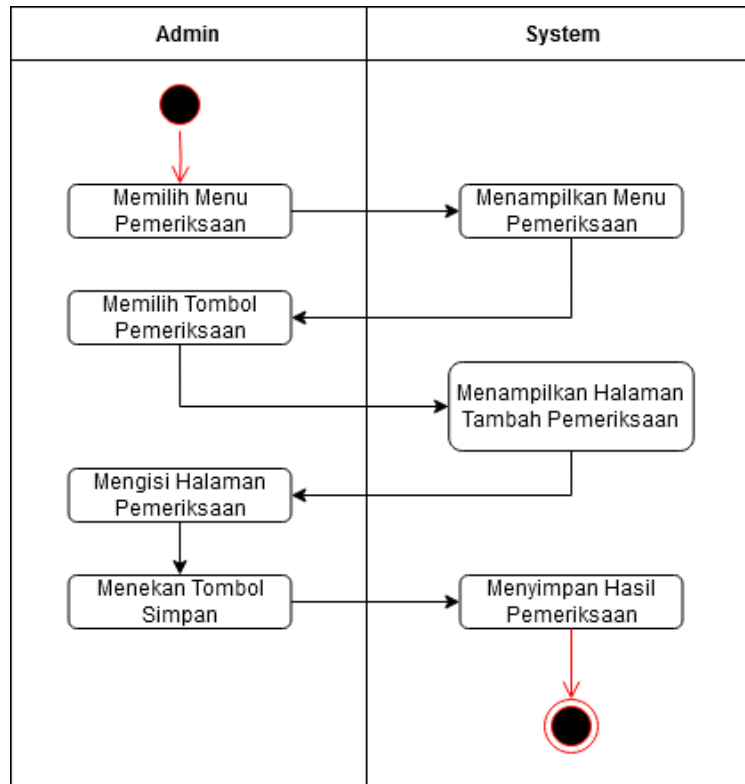 Admin
System
Memilih Menu
Pemeriksaan
Menampilkan Menu
Pemeriksaan
Memilih Tombol
Pemeriksaan
Menampilkan Halaman
Tambah Pemeriksaan
Mengisi Halaman
Pemeriksaan
Menekan Tombol
Simpan
Menyimpan Hasil
Pemeriksaan